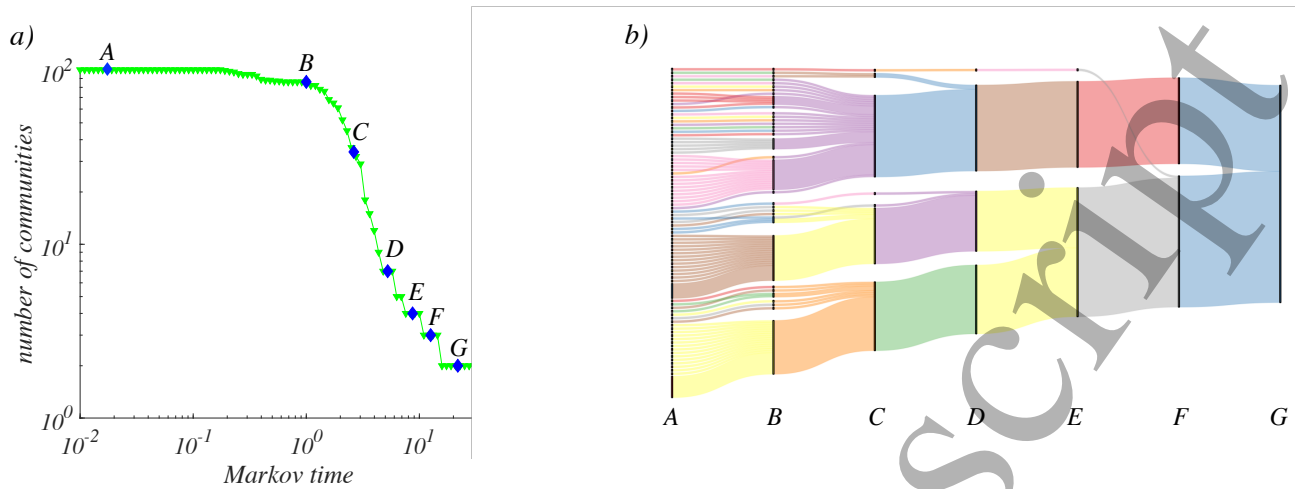 a)
A
B
C
D
E
F
G
10^2
10^1
10^0
number of communities
10^-2
10^-1
10^0
10^1
Markov time
b)
A B C D E F G
script